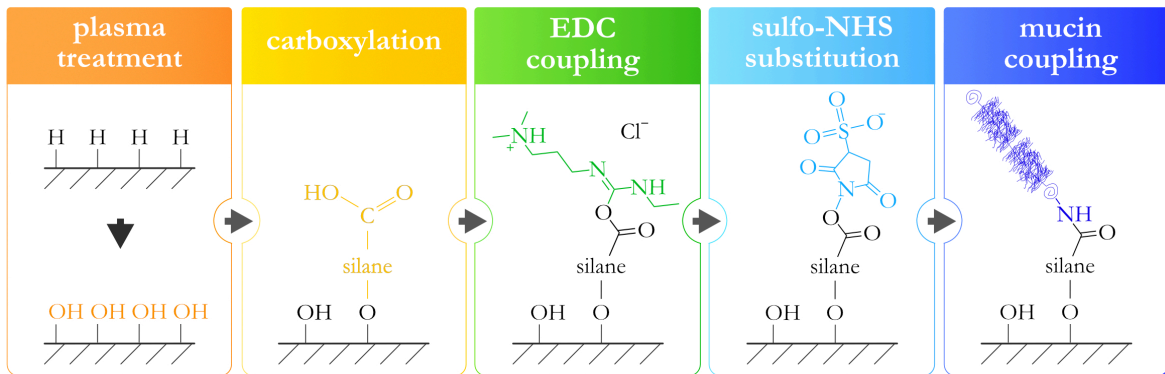 plasma
treatment
carboxylation
EDC
coupling
sulfo-NHS
substitution
mucin
coupling
H H H H
OH OH OH OH
HO O
C
silane
OH O
NH
+
Cl⁻
N
NH
O
O
silane
OH O
O
S O⁻
O
O
N O
O
O
silane
OH O
NH
O
silane
OH O